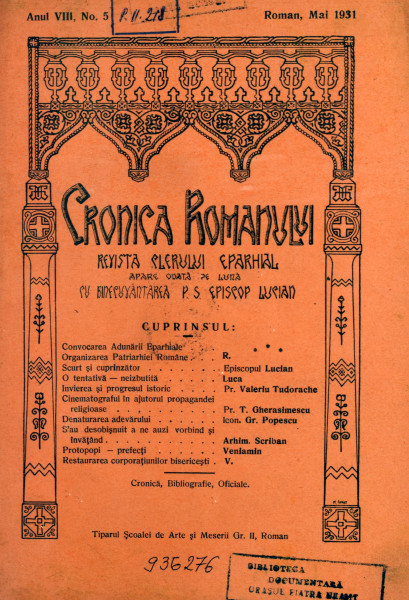 Anul VIII, No. 5
P. II. 218
Roman, Mai 1931
CRONICA ROMANULUI
REVISTA CLERULUI EPARHIAL
APARE ODATĂ PE LUNĂ
CU BINECUVÂNTAREA P. S. EPISCOP LUCIAN
CUPRINSUL:
Convocarea Adunării Eparhiale . . * * *
Organizarea Patriarhiei Române . . R.
Scurt și cuprinzător . . . . . . Episcopul Lucian
O tentativă — neizbutită . . . . . Luca
Invierea și progresul istoric . . . . Pr. Valeriu Tudorache
Cinematograful în ajutorul propagandei
religioase . . . . . . . . . Pr. T. Gherasimescu
Denaturarea adevărului . . . . . Icon. Gr. Popescu
S'au desobișnuit a ne auzi vorbind și
învățând . . . . . . . . . Arhim. Scriban
Protopopi — prefecți . . . . . . Veniamin
Restaurarea corporațiunilor bisericești . V.
Cronică, Bibliografie, Oficiale.
Tiparul Școalei de Arte și Meserii Gr. II, Roman
936276
BIBLIOTECA
DOCUMENTARĂ
ORAȘUL PIATRA NEAMȚ